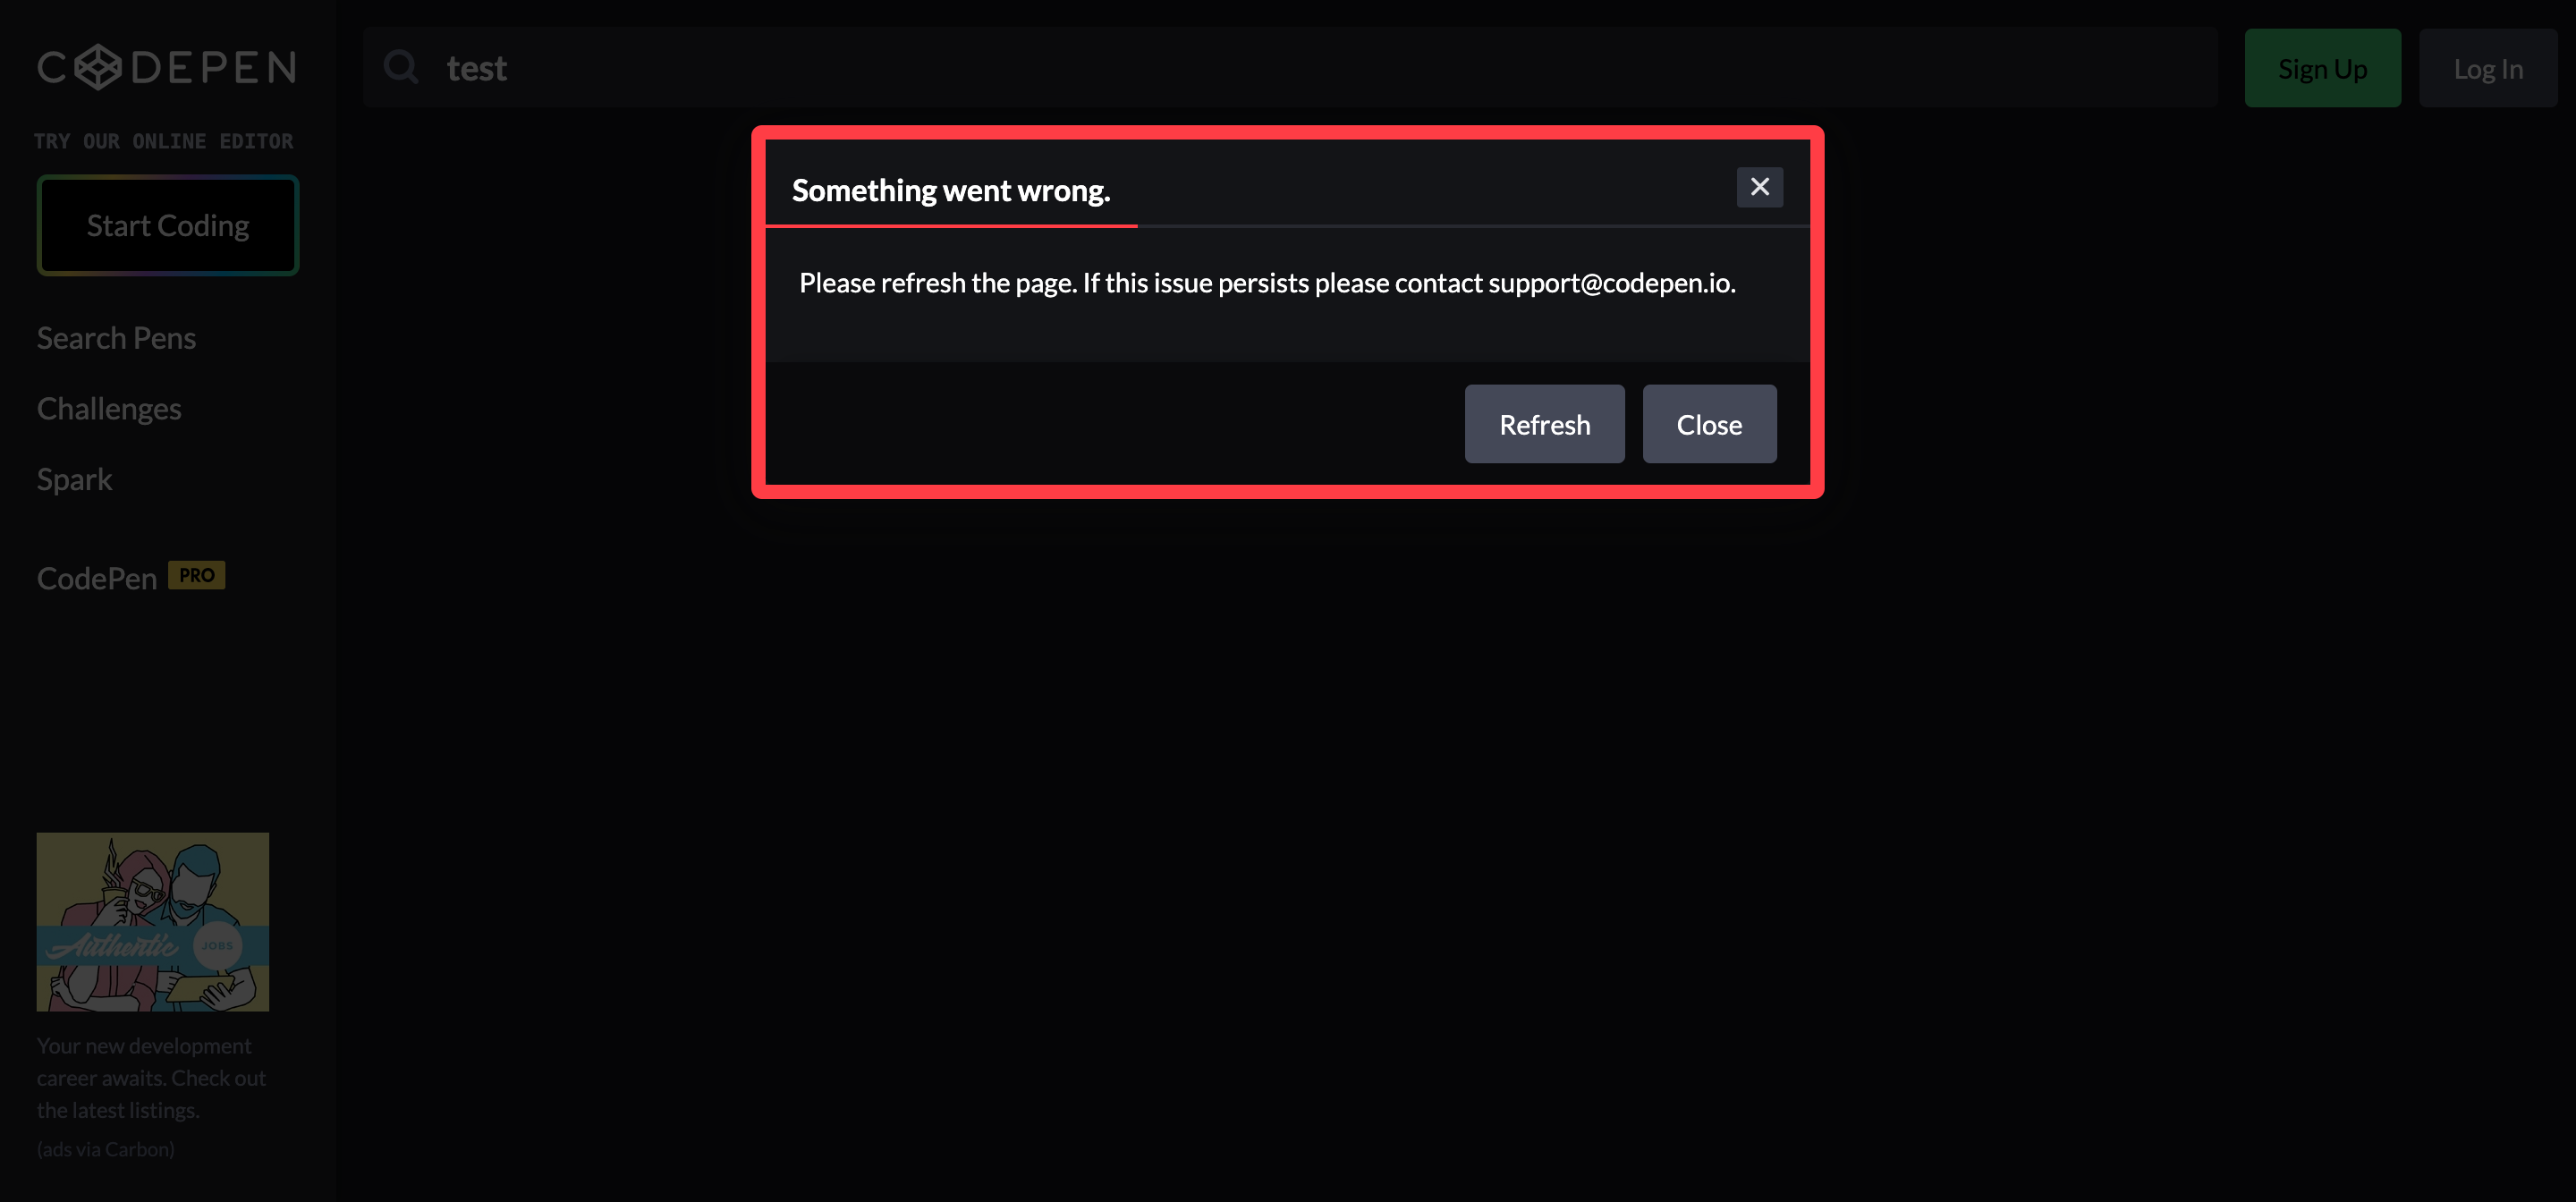 CODEPEN
test
Sign Up
Log In
TRY OUR ONLINE EDITOR
Start Coding
Search Pens
Challenges
Spark
CodePen PRO
Something went wrong.
Please refresh the page. If this issue persists please contact support@codepen.io.
Refresh
Close
Authentic JOBS
Your new development
career awaits. Check out
the latest listings.
(ads via Carbon)